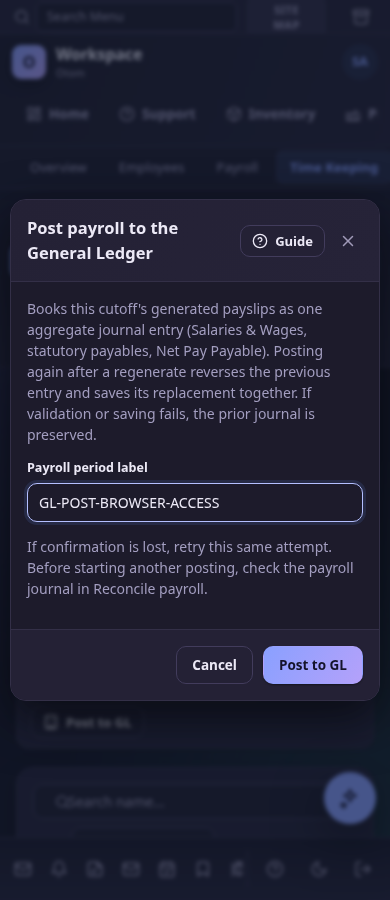 Search Menu
SITE
MAP
Workspace
SA
Home
Support
Inventory
P
Overview
Employees
Payroll
Time Keeping
Post payroll to the
General Ledger
Guide
Books this cutoff's generated payslips as one
aggregate journal entry (Salaries & Wages,
statutory payables, Net Pay Payable). Posting
again after a regenerate reverses the previous
entry and saves its replacement together. If
validation or saving fails, the prior journal is
preserved.
Payroll period label
GL-POST-BROWSER-ACCESS
If confirmation is lost, retry this same attempt.
Before starting another posting, check the payroll
journal in Reconcile payroll.
Cancel
Post to GL
Post to GL
Search name...